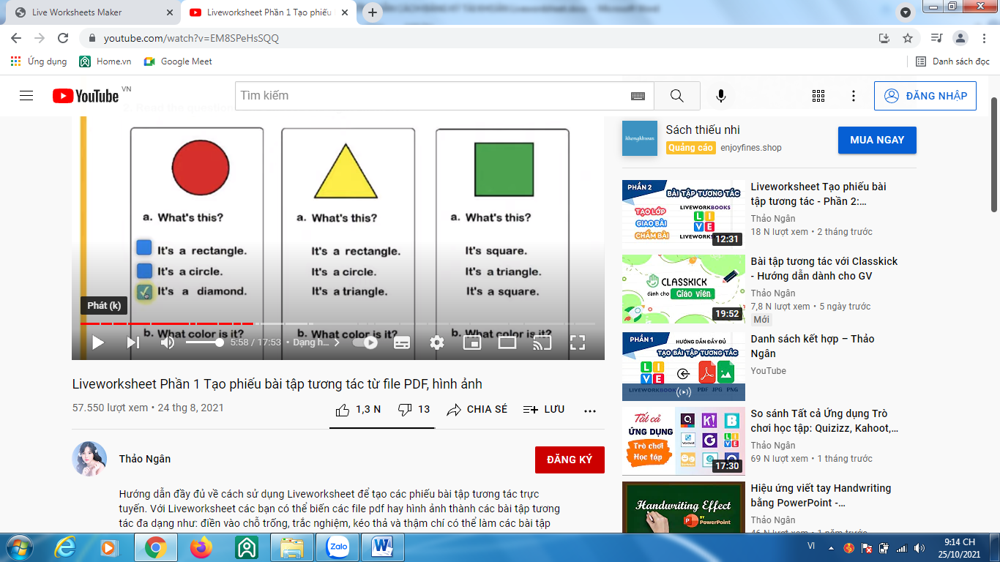 Live Worksheets Maker
Liveworksheet Phần 1 Tạo phiếu
youtube.com/watch?v=EM8SPeHsSQQ
Ứng dụng
Home.vn
Google Meet
Danh sách đọc
YouTube VN
Tìm kiếm
ĐĂNG NHẬP
a. What's this?
It's a rectangle.
It's a circle.
It's a diamond.
b. What color is it?
a. What's this?
It's a rectangle.
It's a circle.
It's a triangle.
b. What color is it?
a. What's this?
It's square.
It's a triangle.
It's a square.
b. What color is it?
Phát (k)
5:58 / 17:53 • Dạng h...
Liveworksheet Phần 1 Tạo phiếu bài tập tương tác từ file PDF, hình ảnh
57.550 lượt xem • 24 thg 8, 2021
1,3 N
13
CHIA SẺ
LƯU
Thảo Ngân
ĐĂNG KÝ
Hướng dẫn đầy đủ về cách sử dụng Liveworksheet để tạo các phiếu bài tập tương tác trực
tuyến. Với Liveworksheet các bạn có thể biến các file pdf hay hình ảnh thành các bài tập tương
tác đa dạng như: điền vào chỗ trống, trắc nghiệm, kéo thả và thậm chí có thể làm các bài tập
Sách thiếu nhi
Quảng cáo enjoyfines.shop
MUA NGAY
PHẦN 2
BÀI TẬP TƯƠNG TÁC
TẠO LỚP
GIAO BÀI
CHẤM BÀI
LIVEWORKBOOKS
LIVE
LIVEWORKS
12:31
Liveworksheet Tạo phiếu bài
tập tương tác - Phần 2:...
Thảo Ngân
18 N lượt xem • 2 tháng trước
CLASSKICK
dành cho Giáo viên
19:52
Bài tập tương tác với Classkick
- Hướng dẫn dành cho GV
Thảo Ngân
7,8 N lượt xem • 5 ngày trước
Mới
PHẦN 1
HƯỚNG DẪN ĐẦY ĐỦ
TẠO BÀI TẬP TƯƠNG TÁC
LIVE
LIVEWORKBOOK
PDF JPG PNG
Danh sách kết hợp – Thảo
Ngân
YouTube
Tất cả
ỨNG DỤNG
Trò chơi
Học tập
17:30
So sánh Tất cả Ứng dụng Trò
chơi học tập: Quizizz, Kahoot,...
Thảo Ngân
69 N lượt xem • 1 tháng trước
Handwriting Effect
BY
PowerPoint
Hiệu ứng viết tay Handwriting
bằng PowerPoint -...
Thảo Ngân
46 N lượt xem • 1 năm trước
Zalo
VI
9:14 CH
25/10/2021